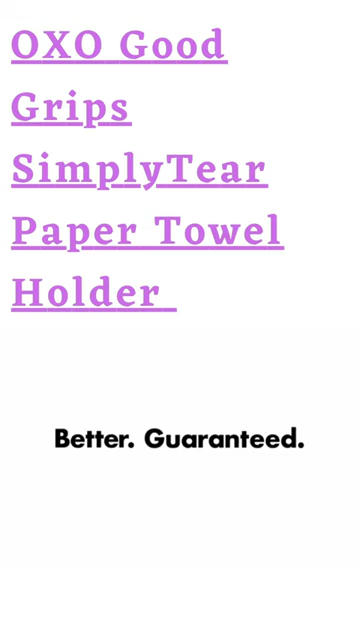 OXO Good
Grips
SimplyTear
Paper Towel
Holder
Better. Guaranteed.